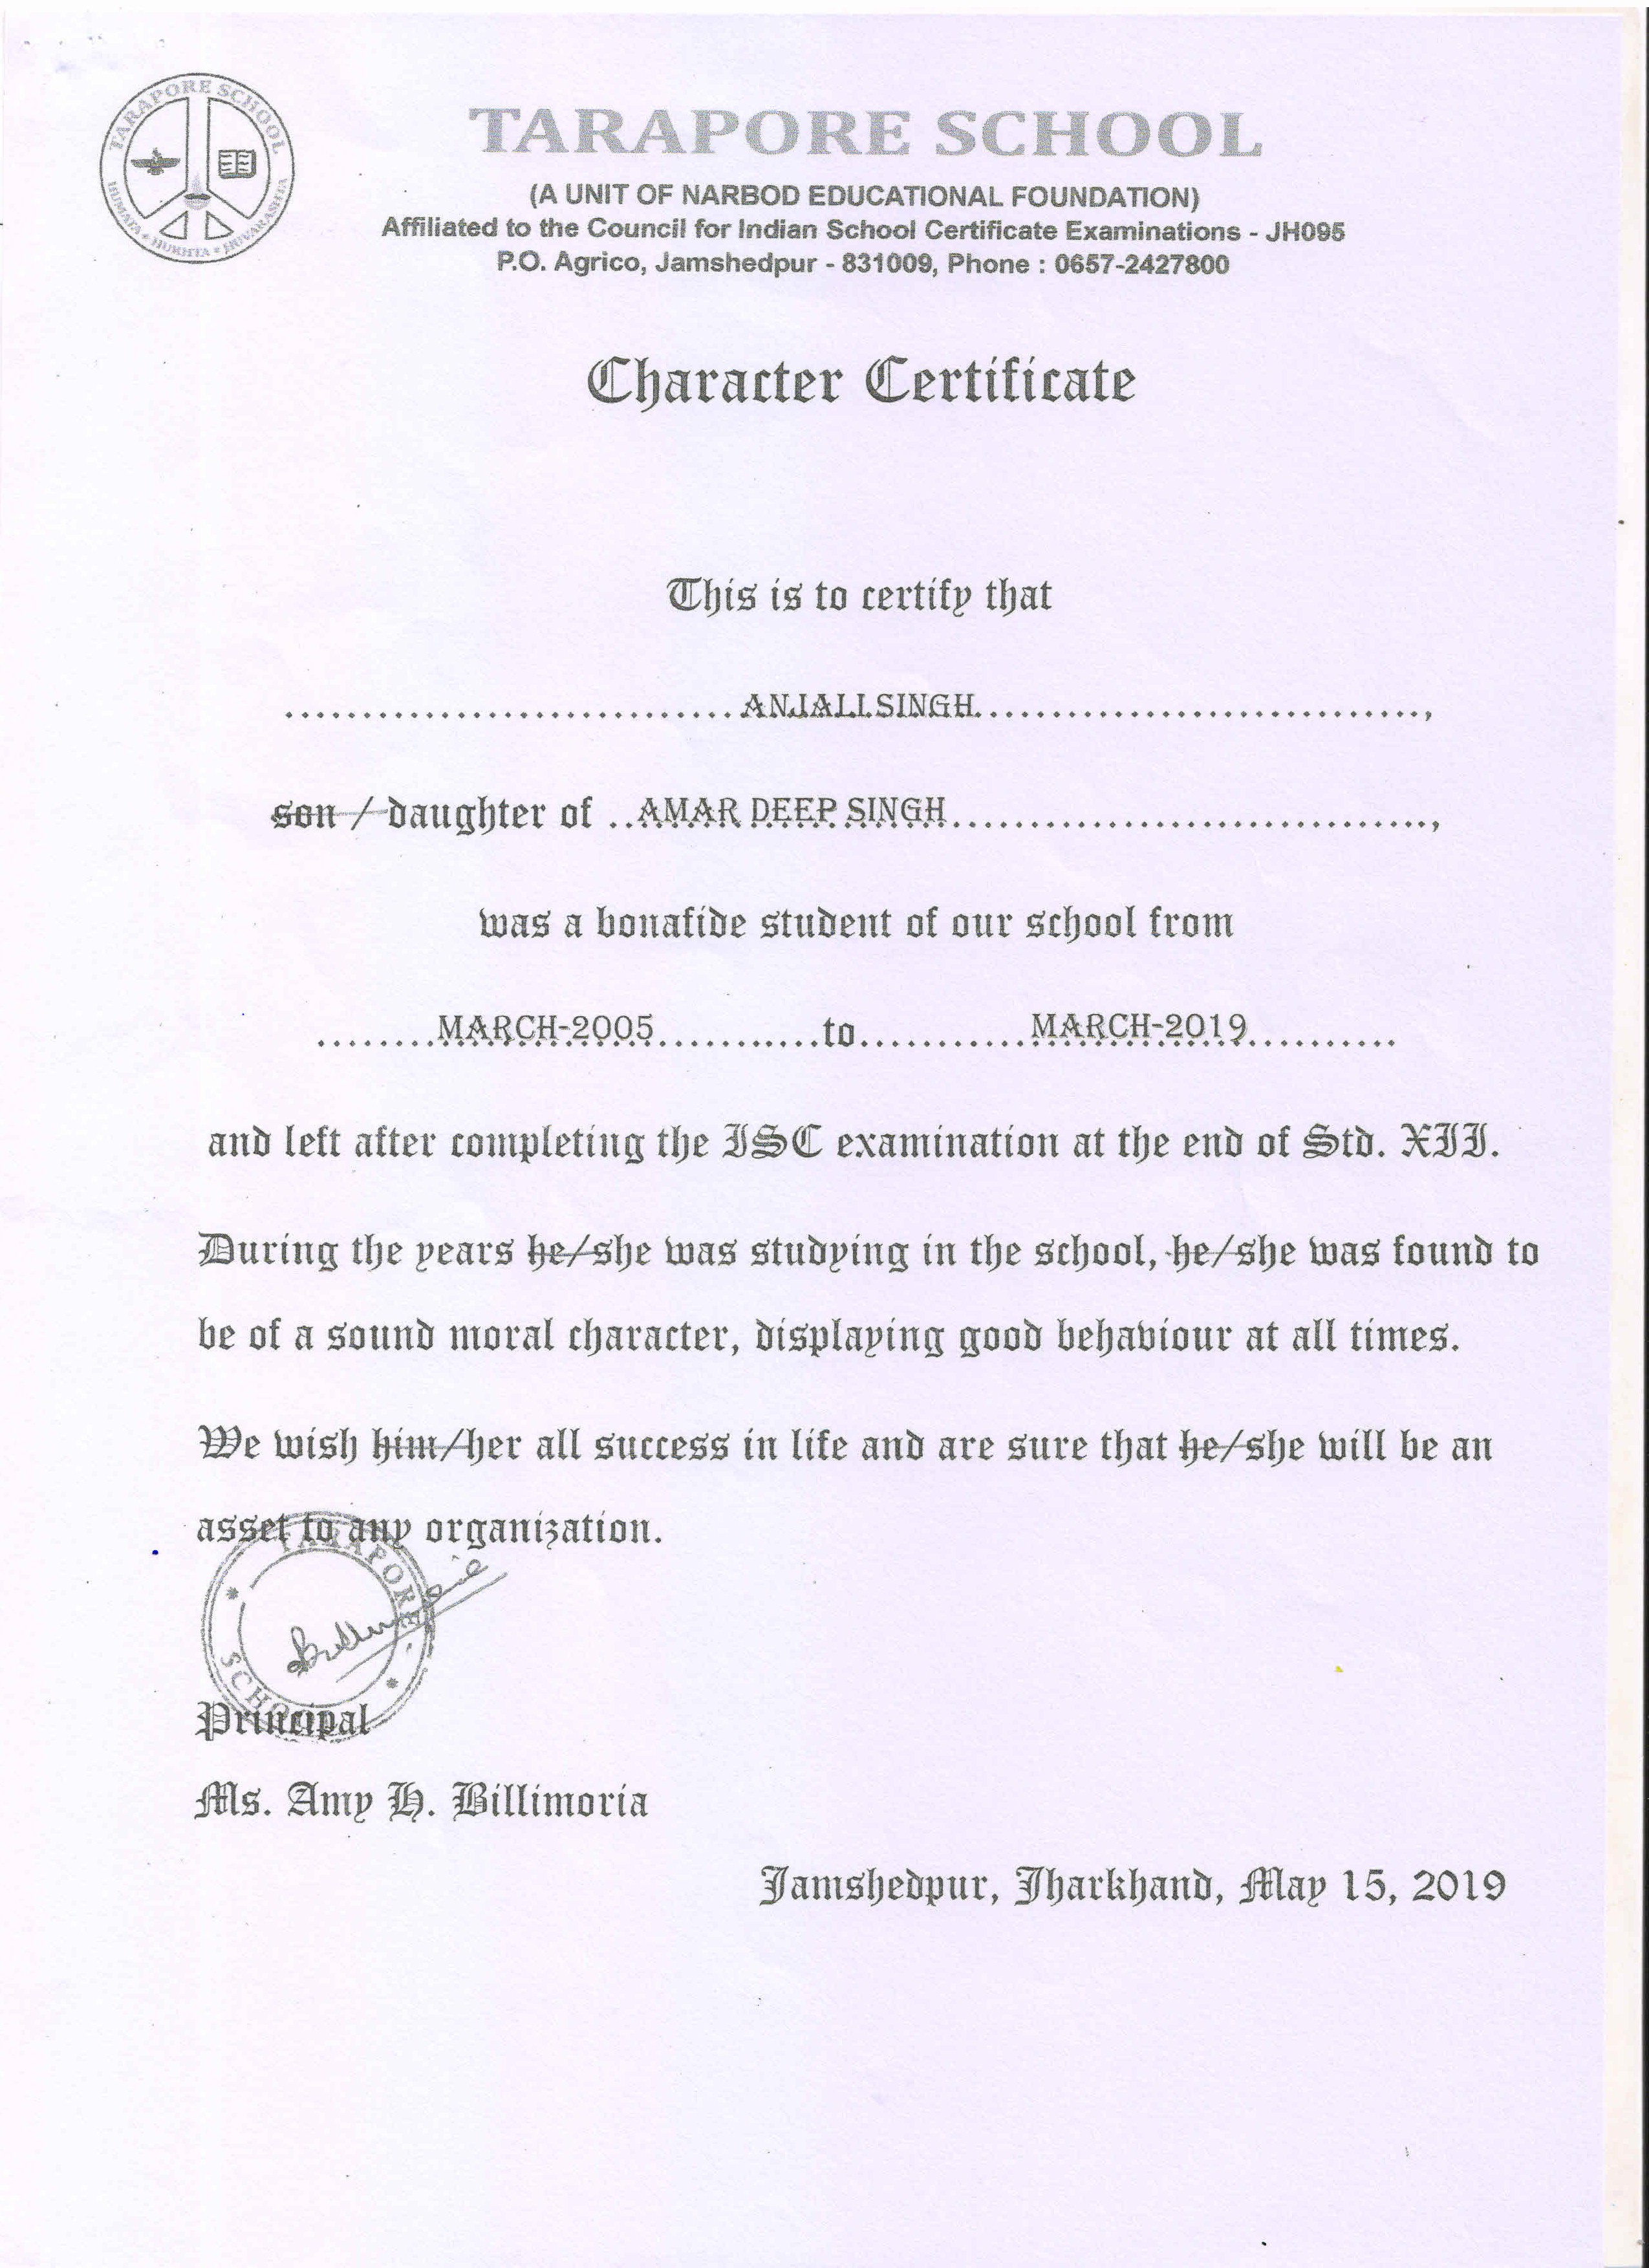 TARAPORE SCHOOL
HUMATA * HUKHTA * HUVARASHTA
TARAPORE SCHOOL
(A UNIT OF NARBOD EDUCATIONAL FOUNDATION)
Affiliated to the Council for Indian School Certificate Examinations - JH095
P.O. Agrico, Jamshedpur - 831009, Phone : 0657-2427800
Character Certificate
This is to certify that
ANJALI SINGH,
son / daughter of AMAR DEEP SINGH,
was a bonafide student of our school from
MARCH-2005 to MARCH-2019
and left after completing the ISC examination at the end of Std. XII.
During the years he/she was studying in the school, he/she was found to
be of a sound moral character, displaying good behaviour at all times.
We wish him/her all success in life and are sure that he/she will be an
asset to any organization.
TARAPORE SCHOOL
Principal
Ms. Amy H. Billimoria
Jamshedpur, Jharkhand, May 15, 2019